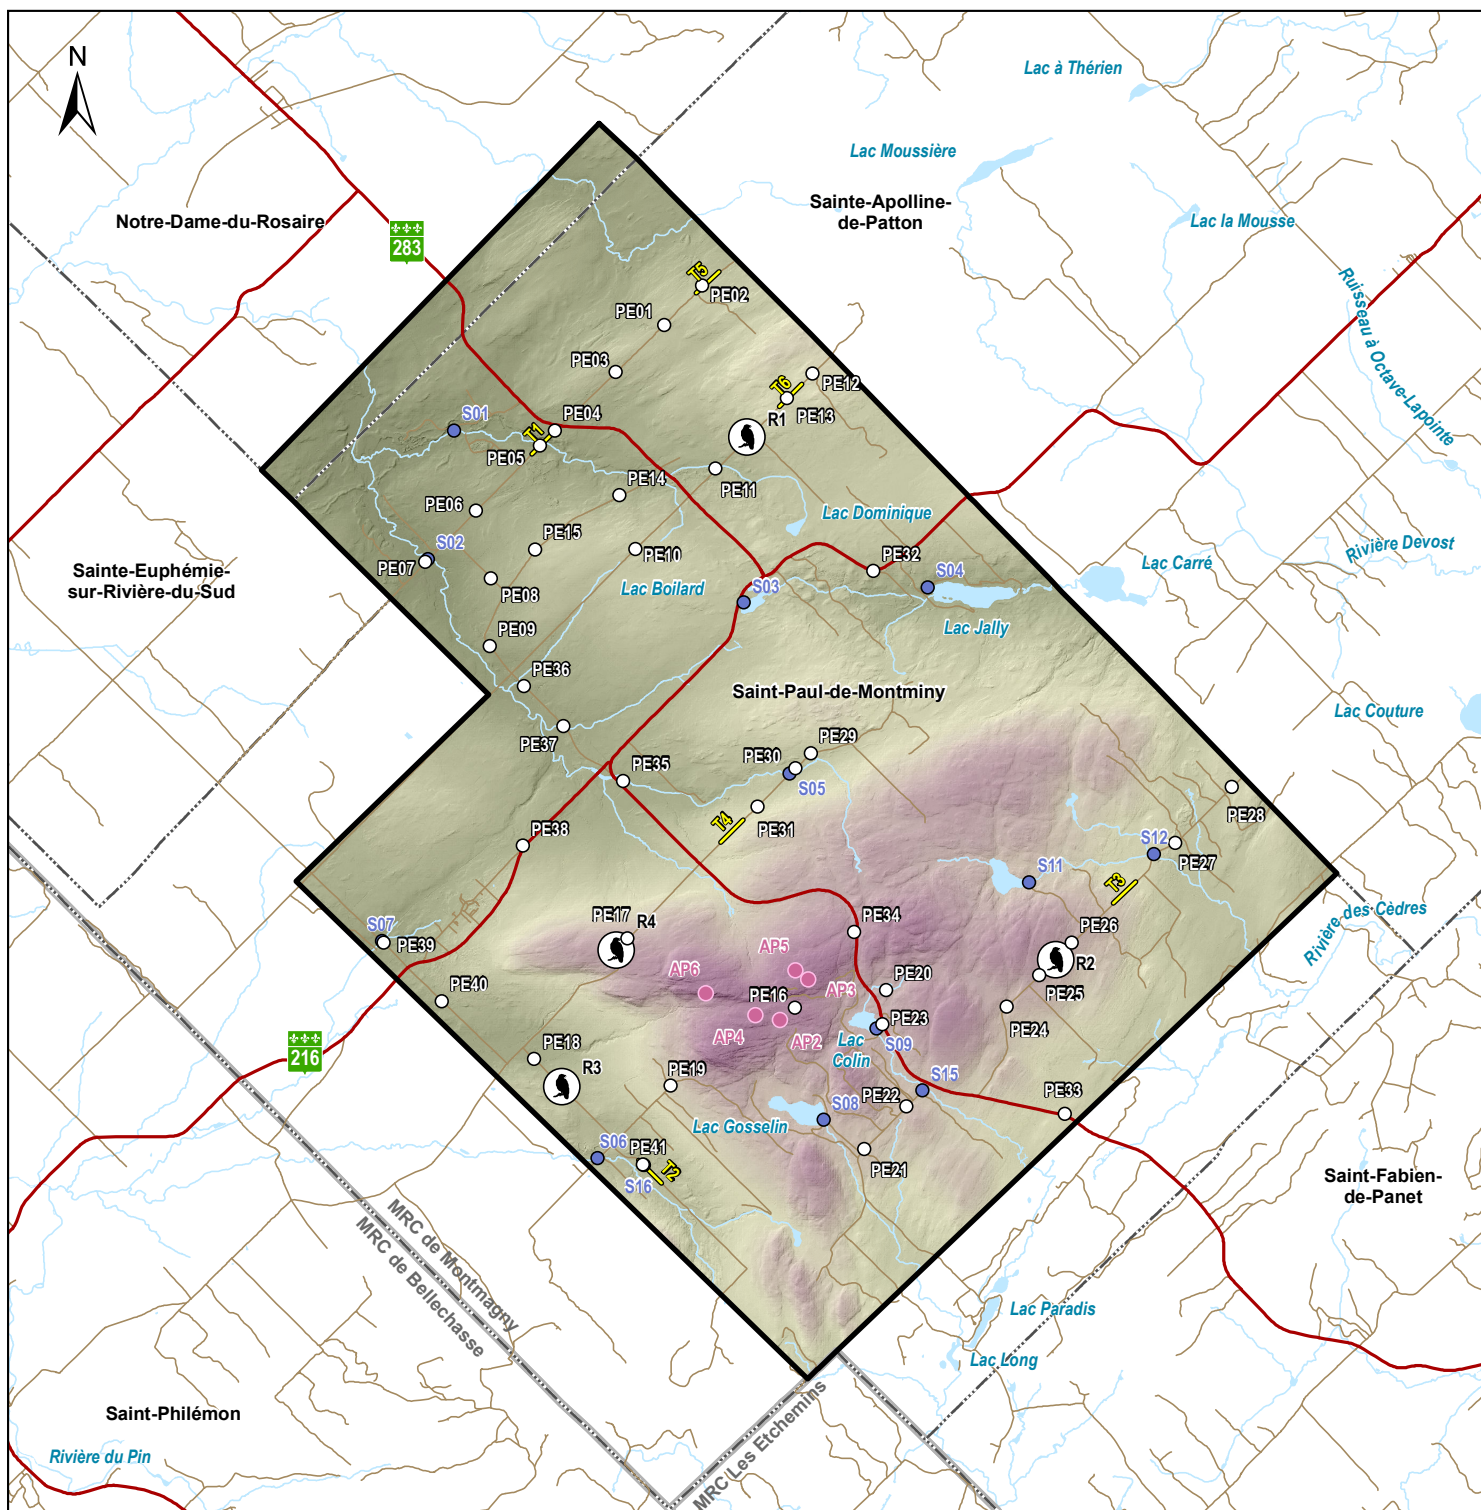 N
Lac à Thérien
Lac Moussière
Sainte-Apolline-
de-Patton
Notre-Dame-du-Rosaire
283
Lac la Mousse
Ruisseau à Octave-Lapointe
T5
PE02
PE01
PE03
T6
PE12
PE13
R1
S01
T1
PE04
PE05
PE14
PE11
PE06
Lac Dominique
S02
PE15
PE10
PE07
PE32
Rivière Devost
Lac Carré
Sainte-Euphémie-
sur-Rivière-du-Sud
PE08
Lac Boilard
S03
S04
Lac Jally
PE09
PE36
Saint-Paul-de-Montminy
Lac Couture
PE37
PE29
PE30
S05
PE35
PE28
PE31
T4
PE38
S12
PE27
S11
T3
PE34
PE17
R4
S07
PE39
PE26
R2
Rivière des Cèdres
AP5
AP6
AP3
PE20
PE25
PE40
PE16
AP4
AP2
PE23
PE24
S09
Lac
Colin
216
PE18
R3
PE19
S15
PE22
PE33
S08
Lac Gosselin
S06
PE41
T2
S16
PE21
Saint-Fabien-
de-Panet
MRC de Montmagny
MRC de Bellechasse
Lac Paradis
Lac Long
MRC Les Etchemins
Saint-Philémon
Rivière du Pin